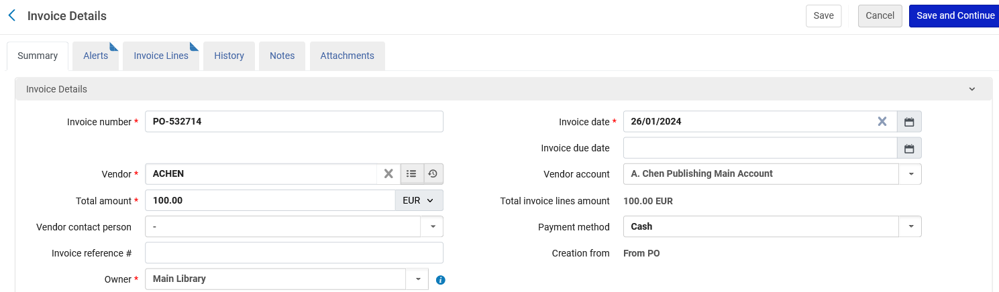 Invoice Details
Save
Cancel
Save and Continue
Summary
Alerts
Invoice Lines
History
Notes
Attachments
Invoice Details
Invoice number * PO-532714
Invoice date * 26/01/2024
Invoice due date
Vendor * ACHEN
Vendor account A. Chen Publishing Main Account
Total amount * 100.00 EUR
Total invoice lines amount 100.00 EUR
Vendor contact person -
Payment method Cash
Invoice reference #
Creation from From PO
Owner * Main Library